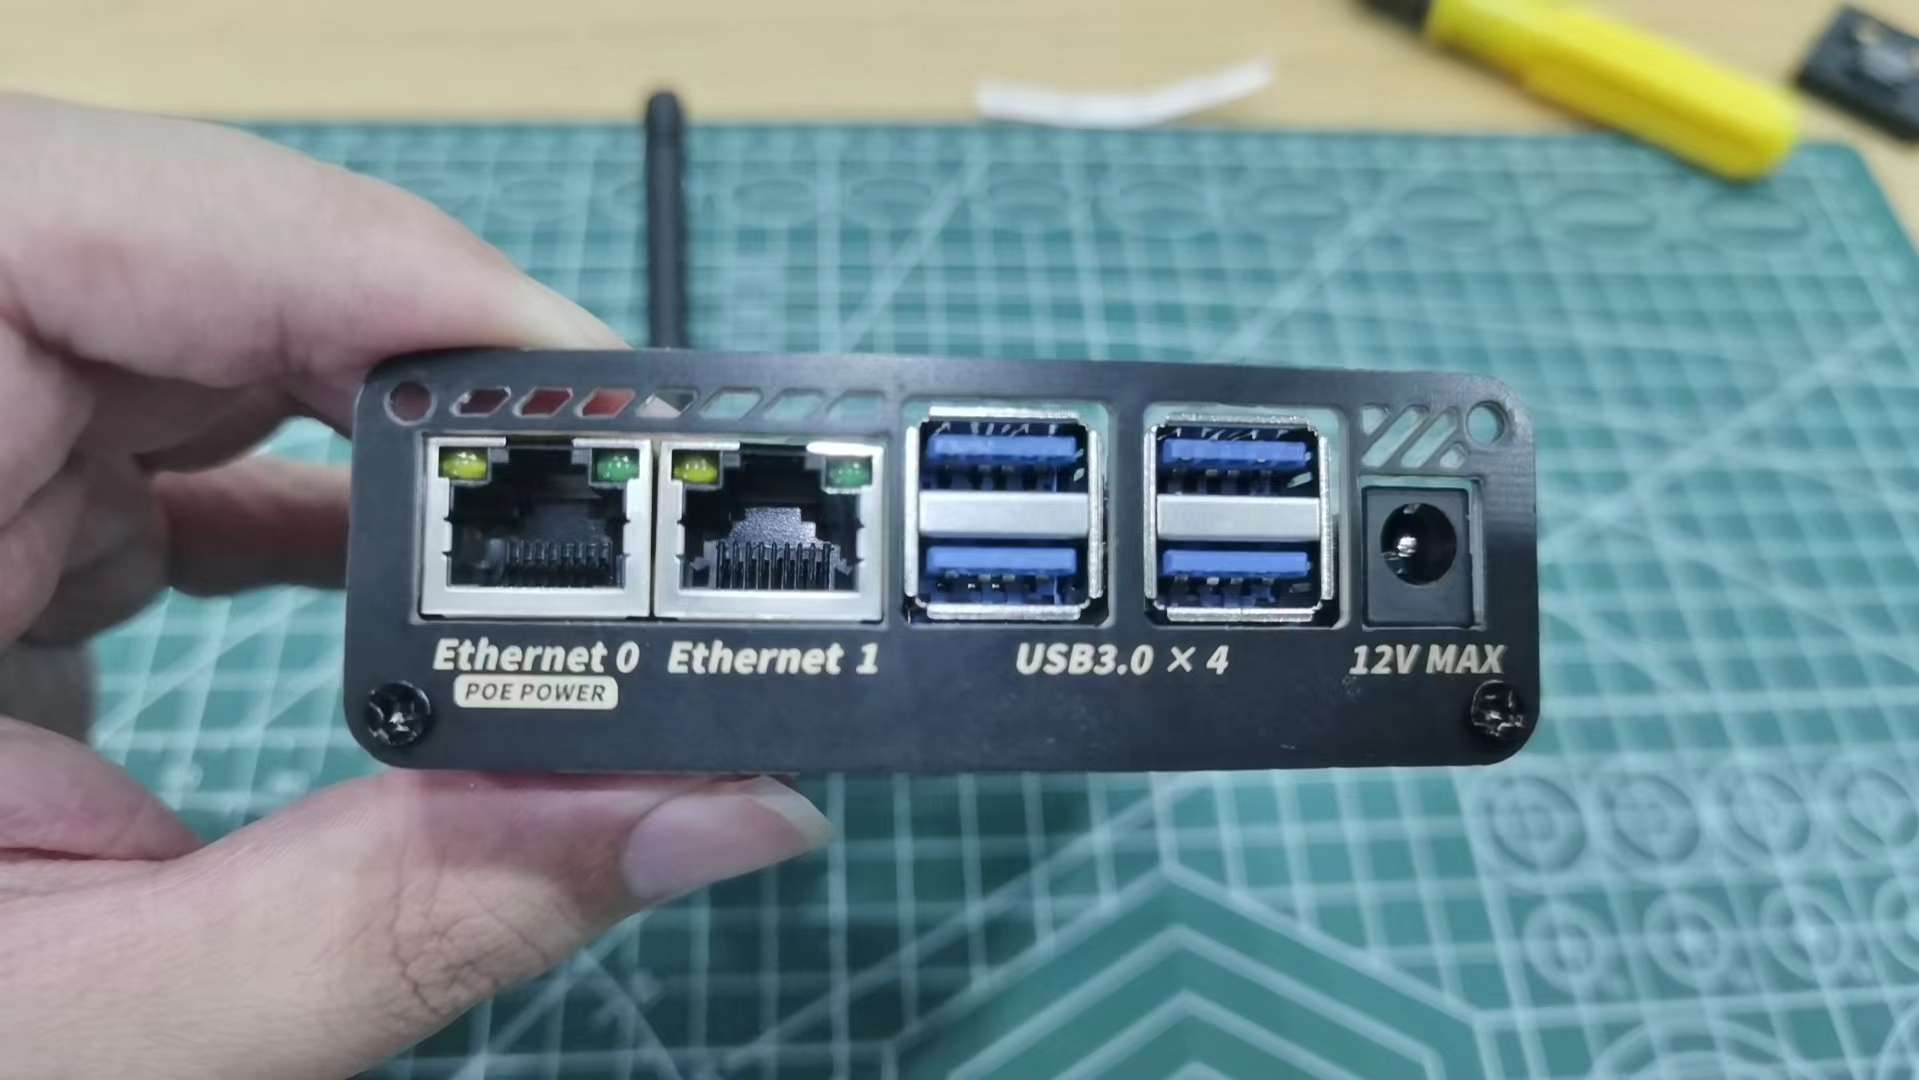 Ethernet 0
POE POWER
Ethernet 1
USB3.0 × 4
12V MAX